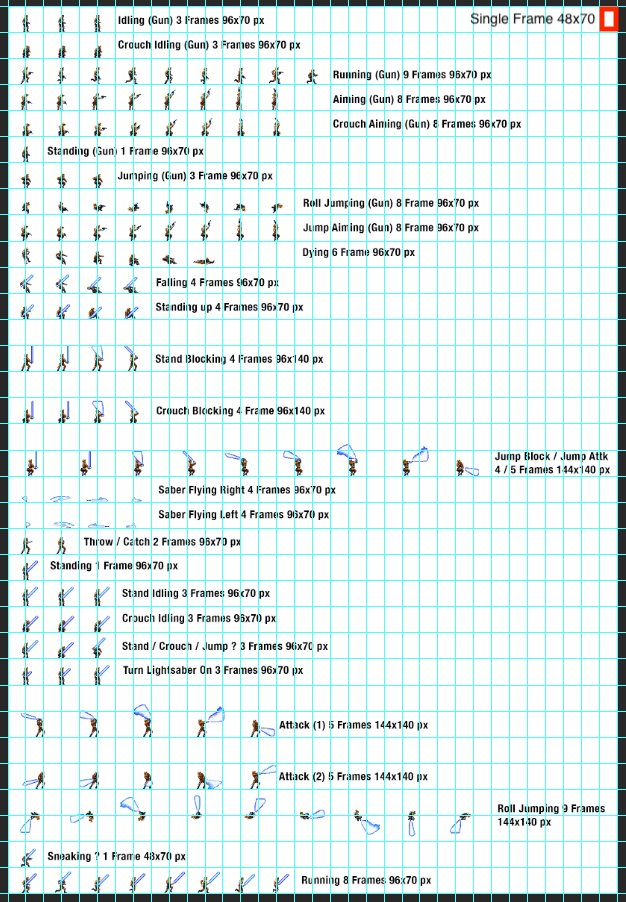 Single Frame 48x70
Idling (Gun) 3 Frames 96x70 px
Crouch Idling (Gun) 3 Frames 96x70 px
Running (Gun) 9 Frames 96x70 px
Aiming (Gun) 8 Frames 96x70 px
Crouch Aiming (Gun) 8 Frames 96x70 px
Standing (Gun) 1 Frame 96x70 px
Jumping (Gun) 3 Frame 96x70 px
Roll Jumping (Gun) 8 Frame 96x70 px
Jump Aiming (Gun) 8 Frame 96x70 px
Dying 6 Frame 96x70 px
Falling 4 Frames 96x70 px
Standing up 4 Frames 96x70 px
Stand Blocking 4 Frames 96x140 px
Crouch Blocking 4 Frame 96x140 px
Jump Block / Jump Attk
4 / 5 Frames 144x140 px
Saber Flying Right 4 Frames 96x70 px
Saber Flying Left 4 Frames 96x70 px
Throw / Catch 2 Frames 96x70 px
Standing 1 Frame 96x70 px
Stand Idling 3 Frames 96x70 px
Crouch Idling 3 Frames 96x70 px
Stand / Crouch / Jump ? 3 Frames 96x70 px
Turn Lightsaber On 3 Frames 96x70 px
Attack (1) 5 Frames 144x140 px
Attack (2) 5 Frames 144x140 px
Roll Jumping 9 Frames
144x140 px
Sneaking ? 1 Frame 48x70 px
Running 8 Frames 96x70 px